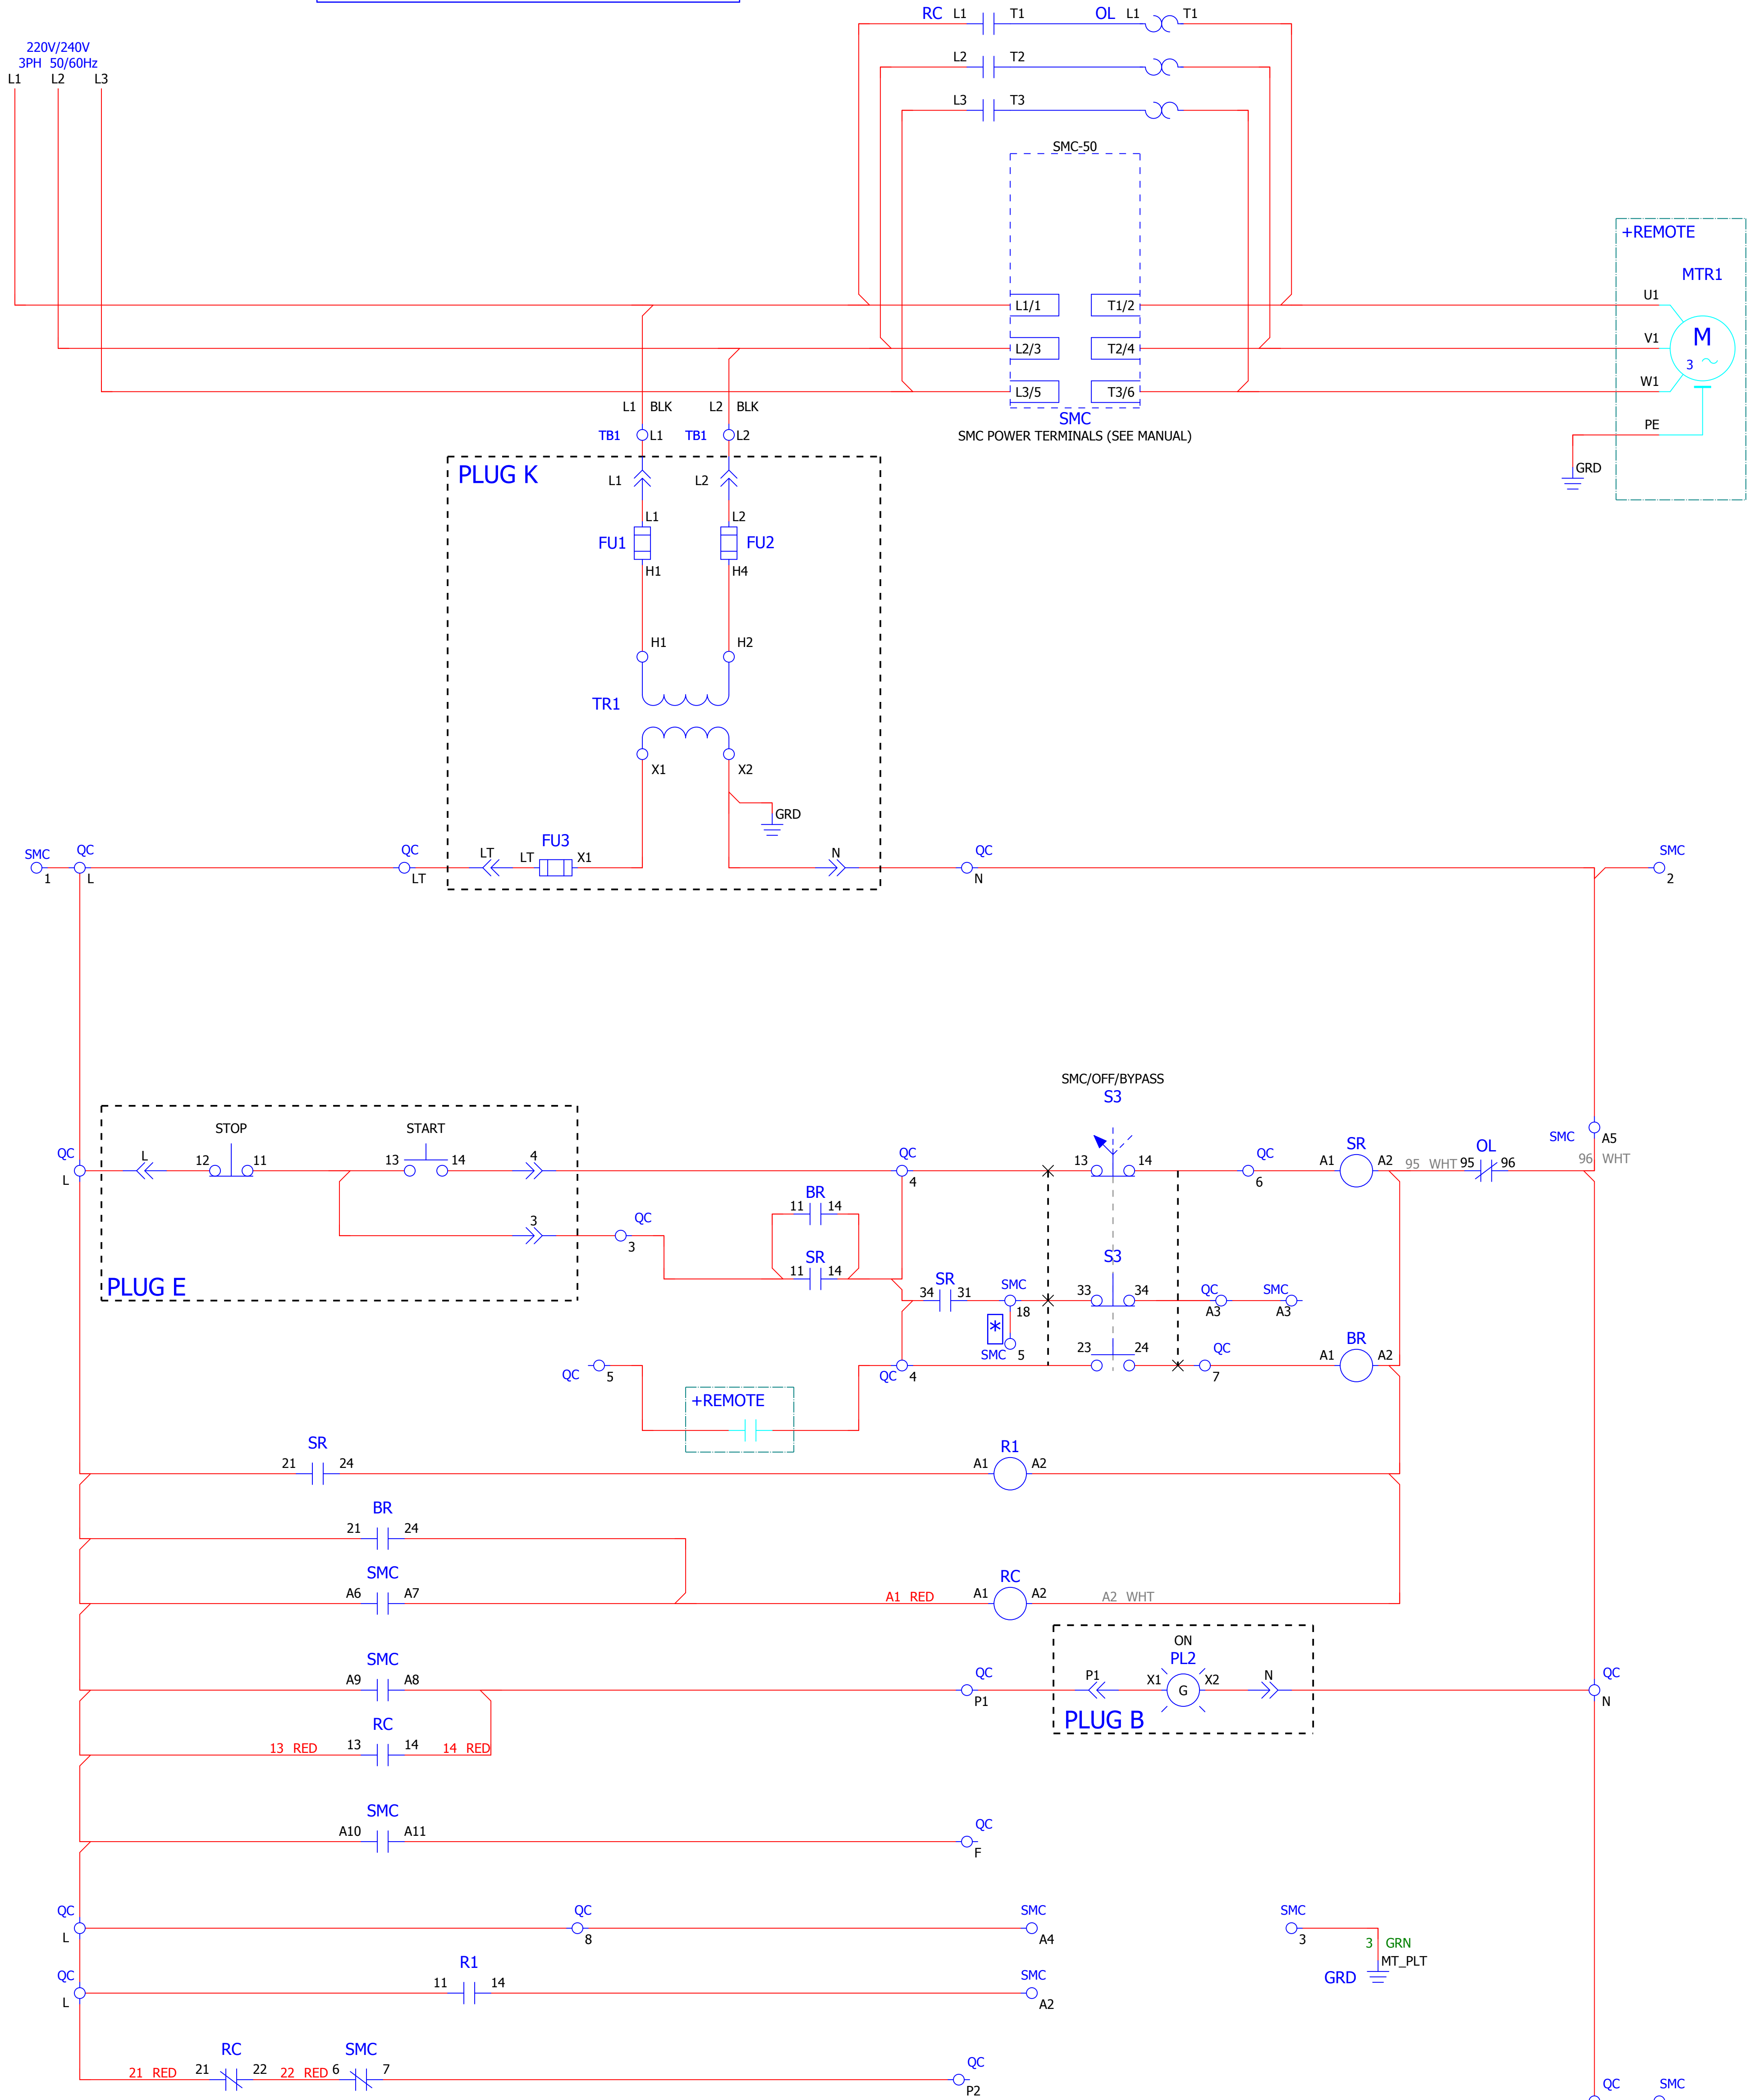 RC L1 T1 OL L1 T1
220V/240V
3PH 50/60Hz
L1 L2 L3
L2 T2
L3 T3
SMC-50
+REMOTE
MTR1
L1/1 T1/2 U1
L2/3 T2/4 V1
M
3
L3/5 T3/6 W1
L1 BLK L2 BLK
SMC
SMC POWER TERMINALS (SEE MANUAL)
PE
TB1 L1 TB1 L2
GRD
PLUG K
L1 L2
L1 L2
FU1 FU2
H1 H4
H1 H2
TR1
X1 X2
GRD
SMC QC QC FU3 QC SMC
LT LT X1 N
1 L LT N 2
SMC/OFF/BYPASS
S3
STOP START
SMC A5
QC L 12 11 13 14 4 QC 13 14 QC SR OL
A1 A2 95 WHT 95 96 96 WHT
L 4 6
BR
11 14
3 QC
3
SR
11 14
S3
PLUG E
SR
34 31 SMC 33 34 QC SMC
18 A3 A3
*
SMC 5
BR
23 24 QC A1 A2
QC 5 QC 4 7
+REMOTE
SR
21 24
R1
A1 A2
BR
21 24
SMC
A6 A7
RC
A1 RED A1 A2 A2 WHT
ON
PL2
SMC
A9 A8
QC
P1
P1 X1 G X2 N
PLUG B
QC
N
RC
13 RED 13 14 14 RED
SMC
A10 A11
QC
F
QC QC SMC SMC
L 8 A4 3
3 GRN
MT_PLT
GRD
QC R1 SMC
11 14
L A2
RC SMC
21 RED 21 22 22 RED 6 7
QC
P2
QC SMC